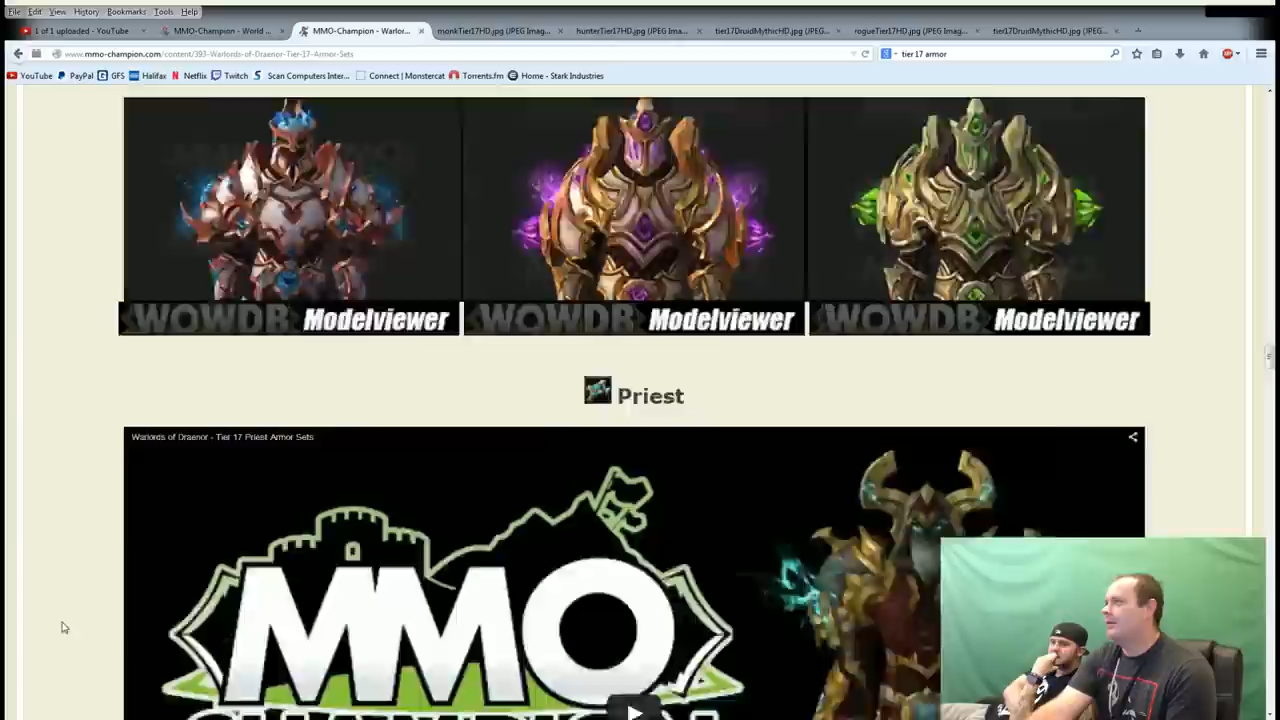 File Edit View History Bookmarks Tools Help
1 of 1 uploaded - YouTube MMO-Champion - World ... MMO-Champion - Warlor... monkTier17HD.jpg (JPEG Imag... hunterTier17HD.jpg (JPEG Ima... tier17DruidMythicHD.jpg (JPEG... rogueTier17HD.jpg (JPEG Imag... tier17DruidMythicHD.jpg (JPEG...
www.mmo-champion.com/content/393-Warlords-of-Draenor-Tier-17-Armor-Sets tier 17 armor
YouTube PayPal GFS Halifax Netflix Twitch Scan Computers Inter... Connect | Monstercat Torrents.fm Home - Stark Industries
WOWDB Modelviewer WOWDB Modelviewer WOWDB Modelviewer
Priest
Warlords of Draenor - Tier 17 Priest Armor Sets
MMO
CHAMPION